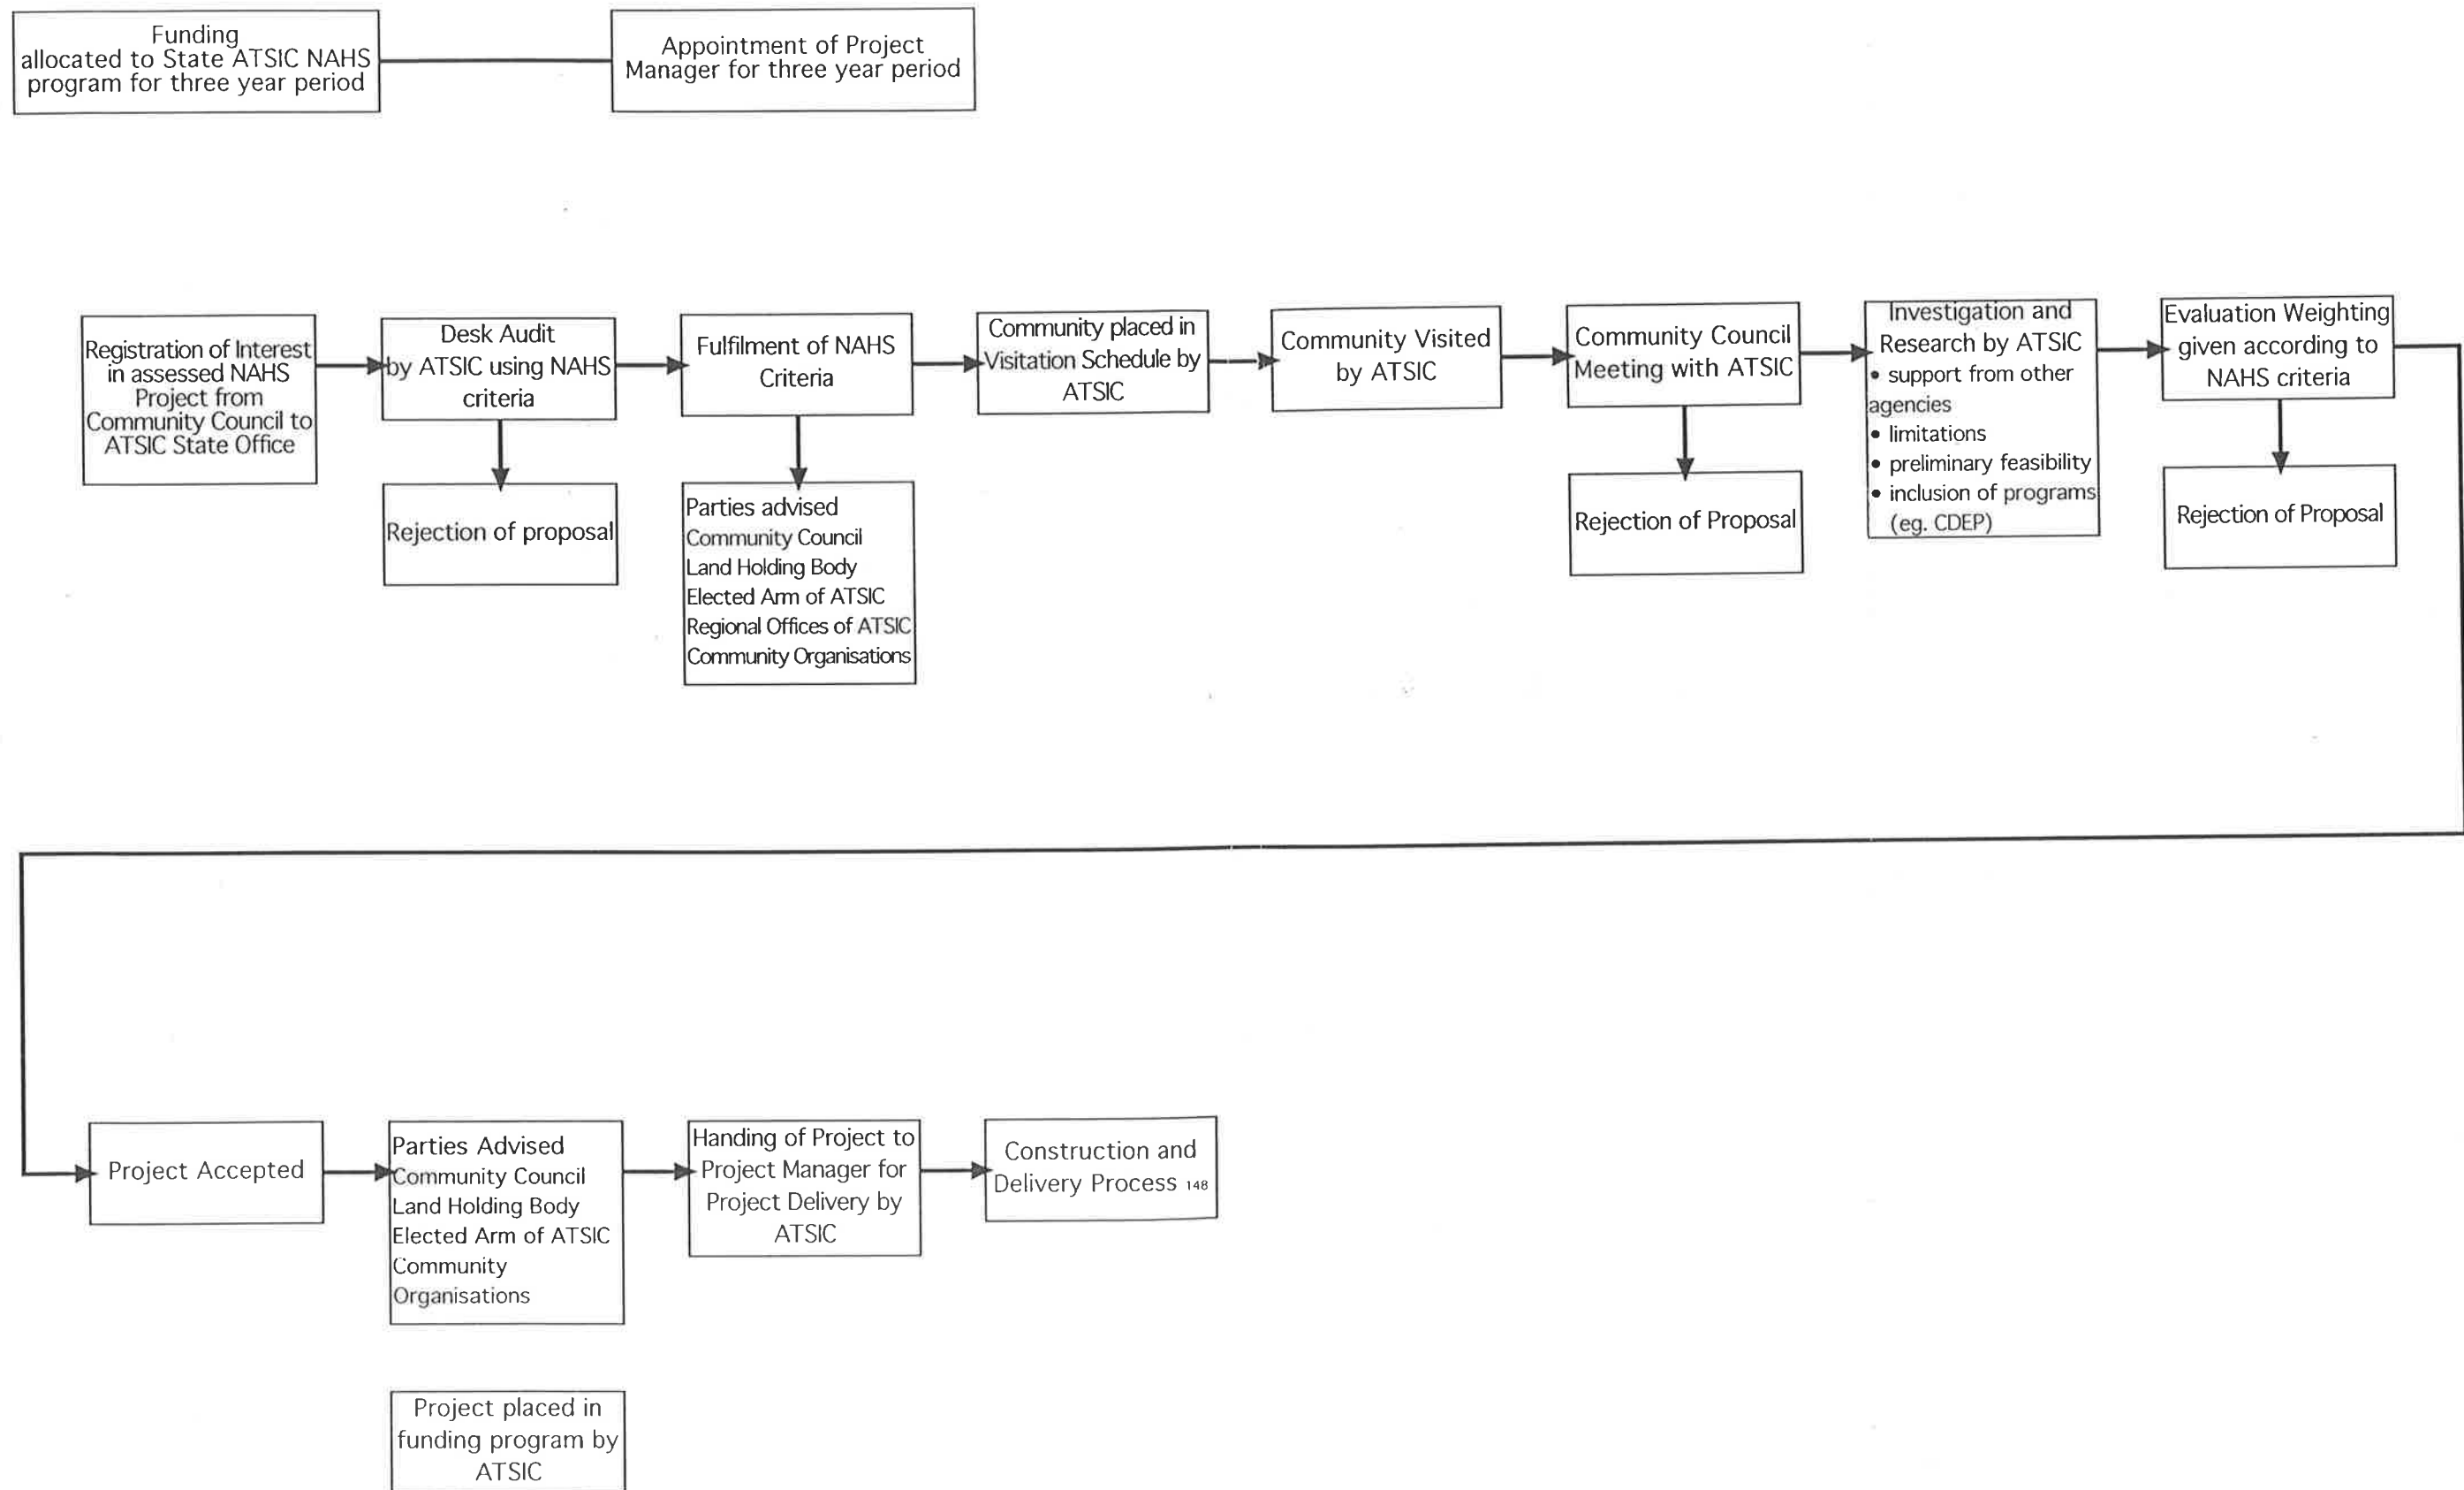 Funding
allocated to State ATSIC NAHS
program for three year period
Appointment of Project
Manager for three year period
Registration of Interest
in assessed NAHS
Project from
Community Council to
ATSIC State Office
Desk Audit
by ATSIC using NAHS
criteria
Rejection of proposal
Fulfilment of NAHS
Criteria
Parties advised
Community Council
Land Holding Body
Elected Arm of ATSIC
Regional Offices of ATSIC
Community Organisations
Community placed in
Visitation Schedule by
ATSIC
Community Visited
by ATSIC
Community Council
Meeting with ATSIC
Rejection of Proposal
Investigation and
Research by ATSIC
• support from other
agencies
• limitations
• preliminary feasibility
• inclusion of programs
(eg. CDEP)
Evaluation Weighting
given according to
NAHS criteria
Rejection of Proposal
Project Accepted
Parties Advised
Community Council
Land Holding Body
Elected Arm of ATSIC
Community
Organisations
Handing of Project to
Project Manager for
Project Delivery by
ATSIC
Construction and
Delivery Process 148
Project placed in
funding program by
ATSIC